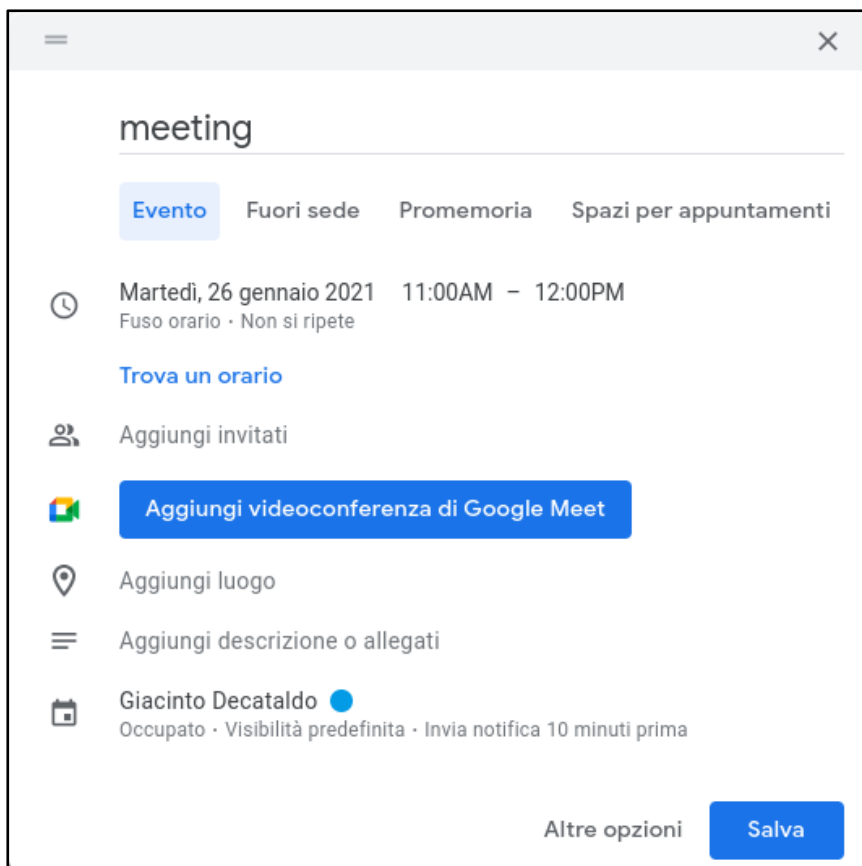 meeting
Evento Fuori sede Promemoria Spazi per appuntamenti
Martedì, 26 gennaio 2021 11:00AM – 12:00PM
Fuso orario · Non si ripete
Trova un orario
Aggiungi invitati
Aggiungi videoconferenza di Google Meet
Aggiungi luogo
Aggiungi descrizione o allegati
Giacinto Decataldo
Occupato · Visibilità predefinita · Invia notifica 10 minuti prima
Altre opzioni Salva